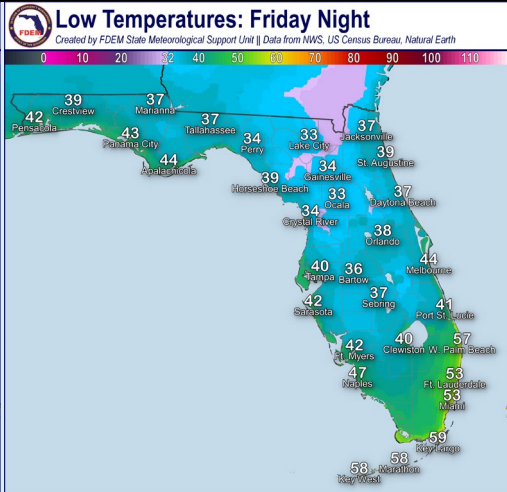 Low Temperatures: Friday Night
FDEM
Created by FDEM State Meteorological Support Unit || Data from NWS, US Census Bureau, Natural Earth
0 10 20 32 40 50 60 70 80 90 100 110
39
Crestview
37
Marianna
42
Pensacola
37
Tallahassee
43
Panama City
44
Apalachicola
34
Perry
33
Lake City
37
Jacksonville
39
St. Augustine
34
Gainesville
39
Horseshoe Beach
33
Ocala
37
Daytona Beach
34
Crystal River
38
Orlando
44
Melbourne
40
Tampa
36
Bartow
37
Sebring
42
Sarasota
41
Port St. Lucie
42
Ft. Myers
40
Clewiston
57
W. Palm Beach
47
Naples
53
Ft. Lauderdale
53
Miami
59
Key Largo
58
Marathon
58
Key West